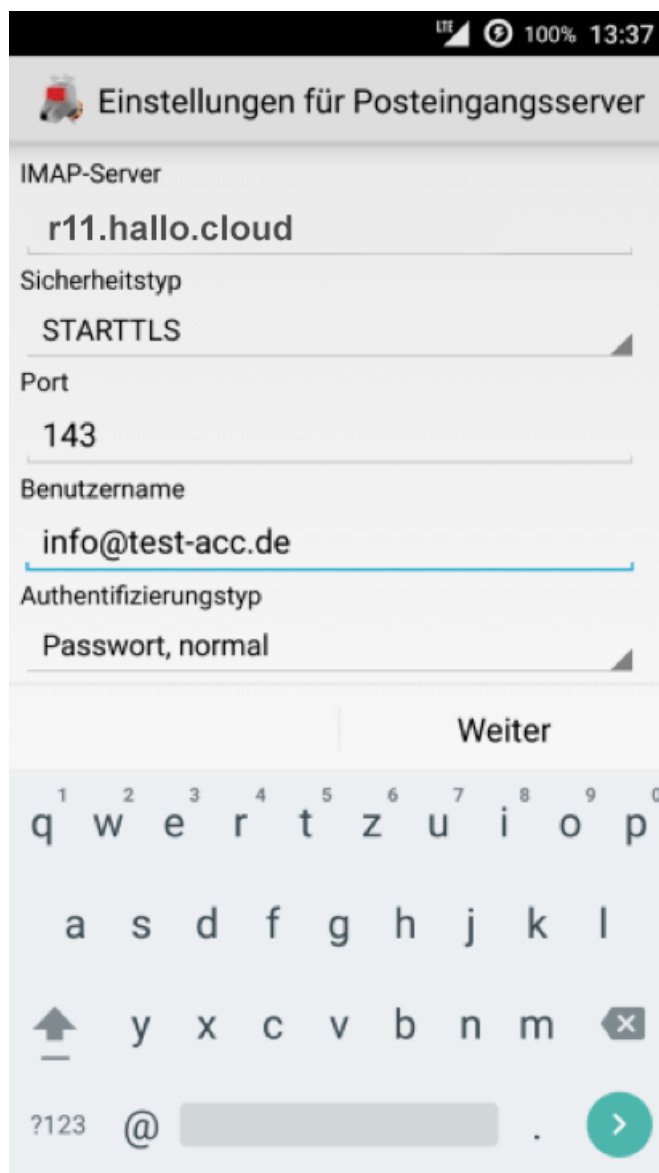 LTE 100% 13:37
Einstellungen für Posteingangsserver
IMAP-Server
r11.hallo.cloud
Sicherheitstyp
STARTTLS
Port
143
Benutzername
info@test-acc.de
Authentifizierungstyp
Passwort, normal
Weiter
1 2 3 4 5 6 7 8 9 0
q w e r t z u i o p
a s d f g h j k l
y x c v b n m
?123 @ .